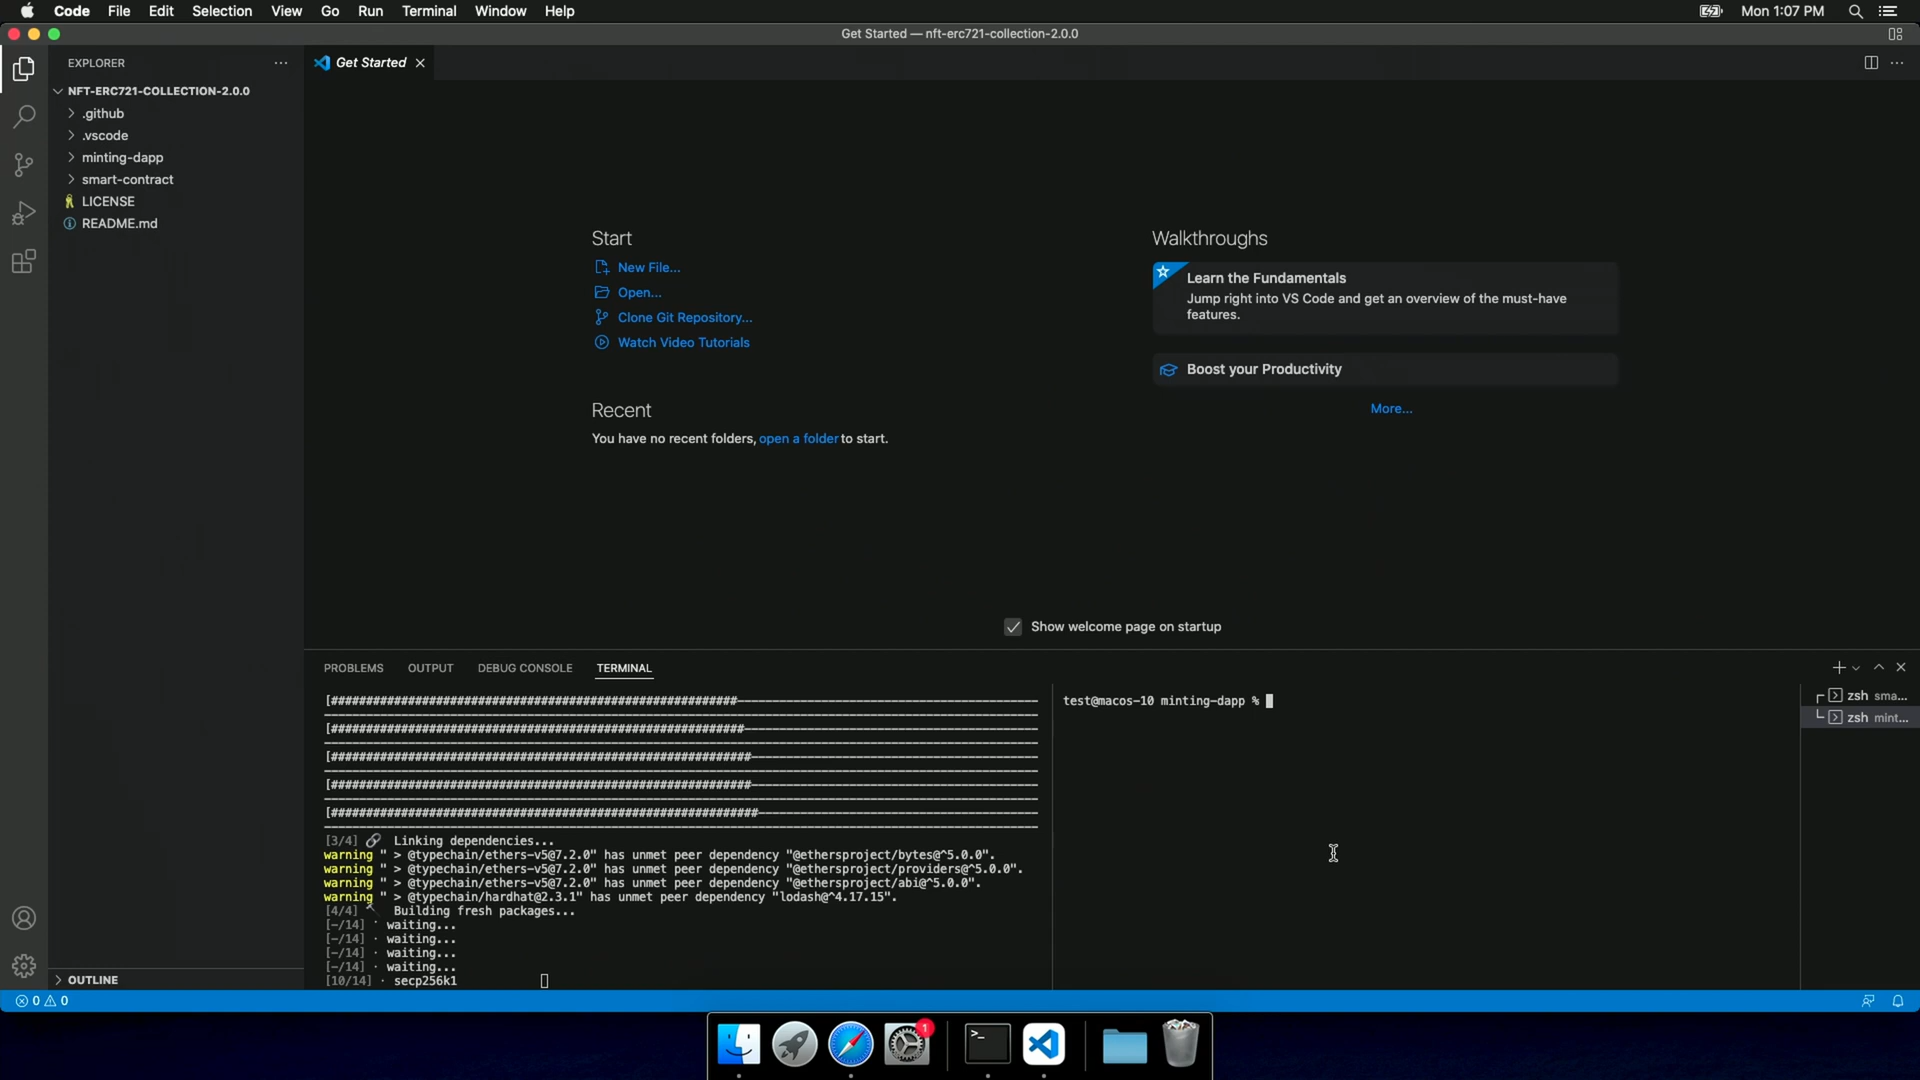 Code File Edit Selection View Go Run Terminal Window Help Mon 1:07 PM
Get Started — nft-erc721-collection-2.0.0
EXPLORER
Get Started
NFT-ERC721-COLLECTION-2.0.0
.github
.vscode
minting-dapp
smart-contract
LICENSE
README.md
Start
New File...
Open...
Clone Git Repository...
Watch Video Tutorials
Recent
You have no recent folders, open a folder to start.
Walkthroughs
Learn the Fundamentals
Jump right into VS Code and get an overview of the must-have
features.
Boost your Productivity
More...
Show welcome page on startup
PROBLEMS OUTPUT DEBUG CONSOLE TERMINAL
[3/4] 🔗 Linking dependencies...
warning " > @typechain/ethers-v5@7.2.0" has unmet peer dependency "@ethersproject/bytes@^5.0.0".
warning " > @typechain/ethers-v5@7.2.0" has unmet peer dependency "@ethersproject/providers@^5.0.0".
warning " > @typechain/ethers-v5@7.2.0" has unmet peer dependency "@ethersproject/abi@^5.0.0".
warning " > @typechain/hardhat@2.3.1" has unmet peer dependency "lodash@^4.17.15".
[4/4] 🔨 Building fresh packages...
[-/14] · waiting...
[-/14] · waiting...
[-/14] · waiting...
[-/14] · waiting...
[10/14] · secp256k1
test@macos-10 minting-dapp %
zsh sma...
zsh mint...
OUTLINE
0 0
1